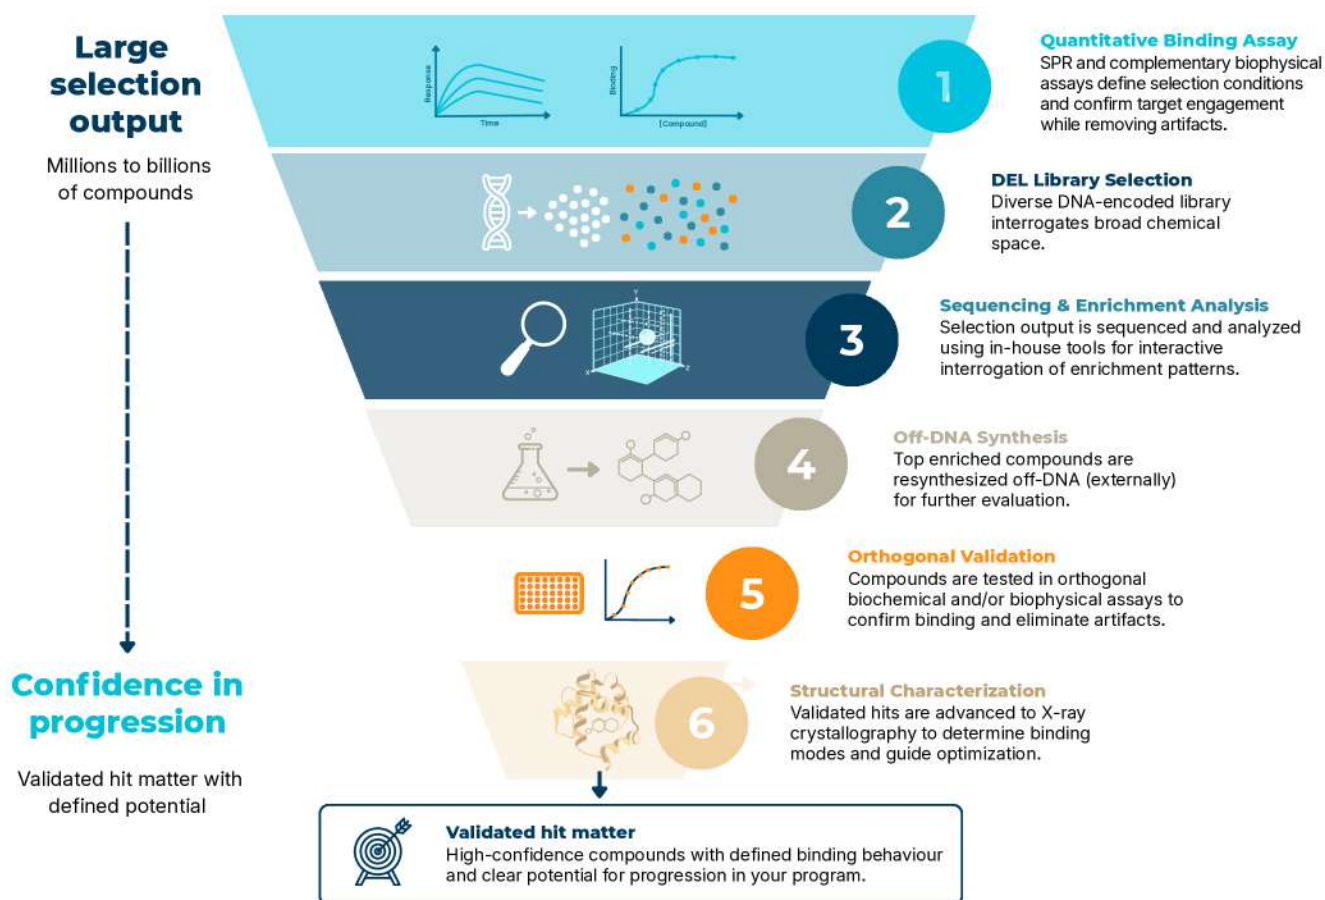 Large
selection
output
Millions to billions
of compounds
Confidence in
progression
Validated hit matter with
defined potential
Response
Time
Binding
[Compound]
1
Quantitative Binding Assay
SPR and complementary biophysical
assays define selection conditions
and confirm target engagement
while removing artifacts.
2
DEL Library Selection
Diverse DNA-encoded library
interrogates broad chemical
space.
Y
X
Z
3
Sequencing & Enrichment Analysis
Selection output is sequenced and analyzed
using in-house tools for interactive
interrogation of enrichment patterns.
4
Off-DNA Synthesis
Top enriched compounds are
resynthesized off-DNA (externally)
for further evaluation.
5
Orthogonal Validation
Compounds are tested in orthogonal
biochemical and/or biophysical assays to
confirm binding and eliminate artifacts.
6
Structural Characterization
Validated hits are advanced to X-ray
crystallography to determine binding
modes and guide optimization.
Validated hit matter
High-confidence compounds with defined binding behaviour
and clear potential for progression in your program.